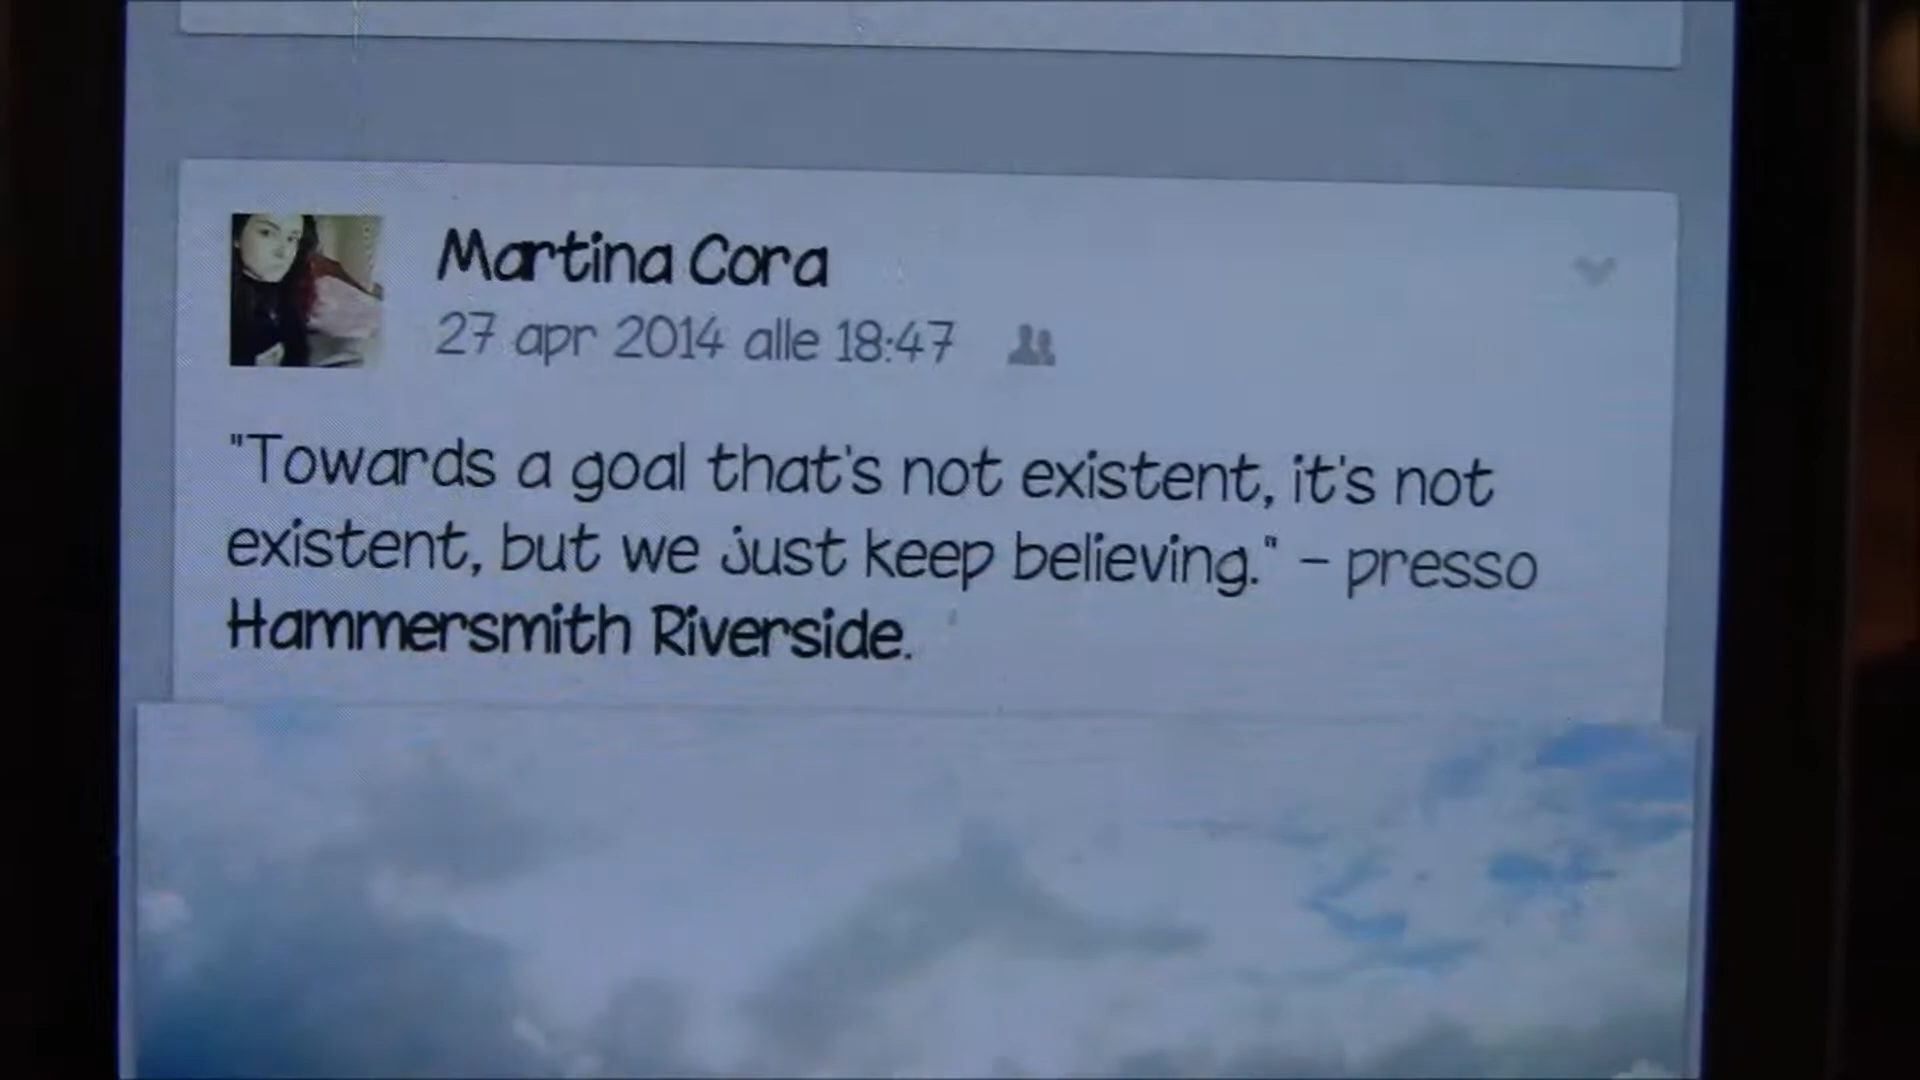 Martina Cora
27 apr 2014 alle 18:47
"Towards a goal that's not existent, it's not
existent, but we just keep believing." - presso
Hammersmith Riverside.